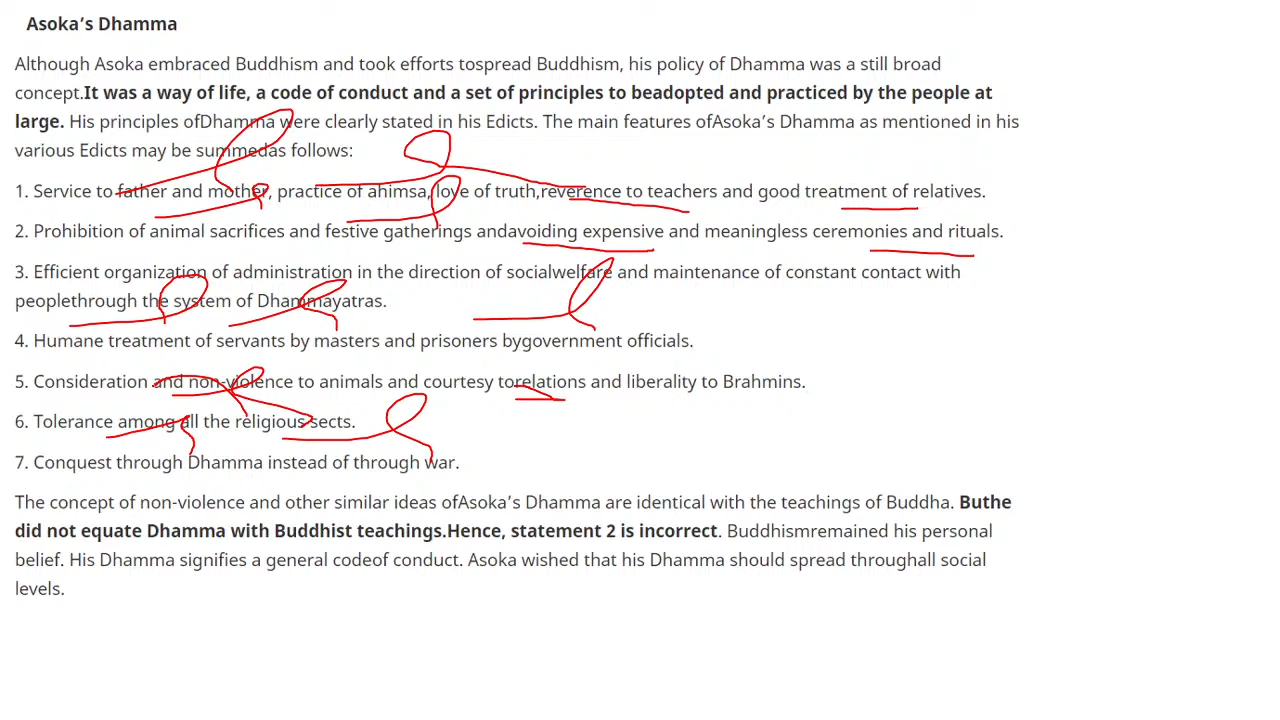 Asoka’s Dhamma
Although Asoka embraced Buddhism and took efforts tospread Buddhism, his policy of Dhamma was a still broad
concept.It was a way of life, a code of conduct and a set of principles to beadopted and practiced by the people at
large. His principles ofDhamma were clearly stated in his Edicts. The main features ofAsoka’s Dhamma as mentioned in his
various Edicts may be summedas follows:
1. Service to father and mother, practice of ahimsa, love of truth,reverence to teachers and good treatment of relatives.
2. Prohibition of animal sacrifices and festive gatherings andavoiding expensive and meaningless ceremonies and rituals.
3. Efficient organization of administration in the direction of socialwelfare and maintenance of constant contact with
peoplethrough the system of Dhammayatras.
4. Humane treatment of servants by masters and prisoners bygovernment officials.
5. Consideration and non-violence to animals and courtesy torelations and liberality to Brahmins.
6. Tolerance among all the religious sects.
7. Conquest through Dhamma instead of through war.
The concept of non-violence and other similar ideas ofAsoka’s Dhamma are identical with the teachings of Buddha. Buthe
did not equate Dhamma with Buddhist teachings.Hence, statement 2 is incorrect. Buddhismremained his personal
belief. His Dhamma signifies a general codeof conduct. Asoka wished that his Dhamma should spread throughall social
levels.